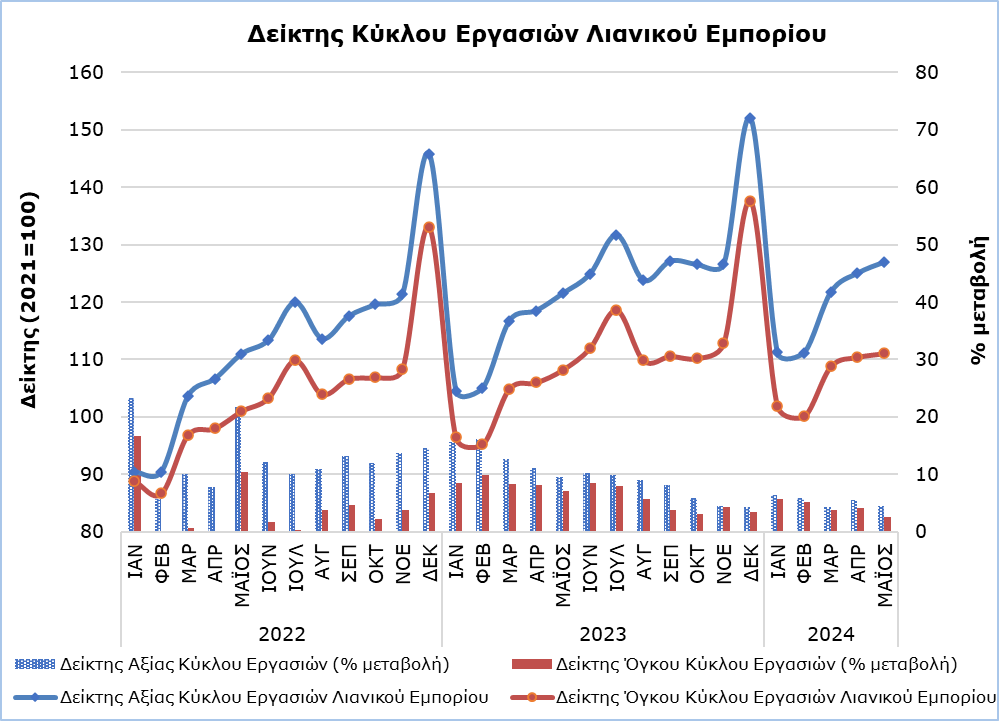 Δείκτης Κύκλου Εργασιών Λιανικού Εμπορίου
160 80
150 70
140 60
130 50
120 40
110 30
100 20
90 10
80 0
Δείκτης (2021=100)
% μεταβολή
ΙΑΝ ΦΕΒ ΜΑΡ ΑΠΡ ΜΑΪΟΣ ΙΟΥΝ ΙΟΥΛ ΑΥΓ ΣΕΠ ΟΚΤ ΝΟΕ ΔΕΚ ΙΑΝ ΦΕΒ ΜΑΡ ΑΠΡ ΜΑΪΟΣ ΙΟΥΝ ΙΟΥΛ ΑΥΓ ΣΕΠ ΟΚΤ ΝΟΕ ΔΕΚ ΙΑΝ ΦΕΒ ΜΑΡ ΑΠΡ ΜΑΪΟΣ
2022 2023 2024
Δείκτης Αξίας Κύκλου Εργασιών (% μεταβολή) Δείκτης Όγκου Κύκλου Εργασιών (% μεταβολή)
Δείκτης Αξίας Κύκλου Εργασιών Λιανικού Εμπορίου Δείκτης Όγκου Κύκλου Εργασιών Λιανικού Εμπορίου